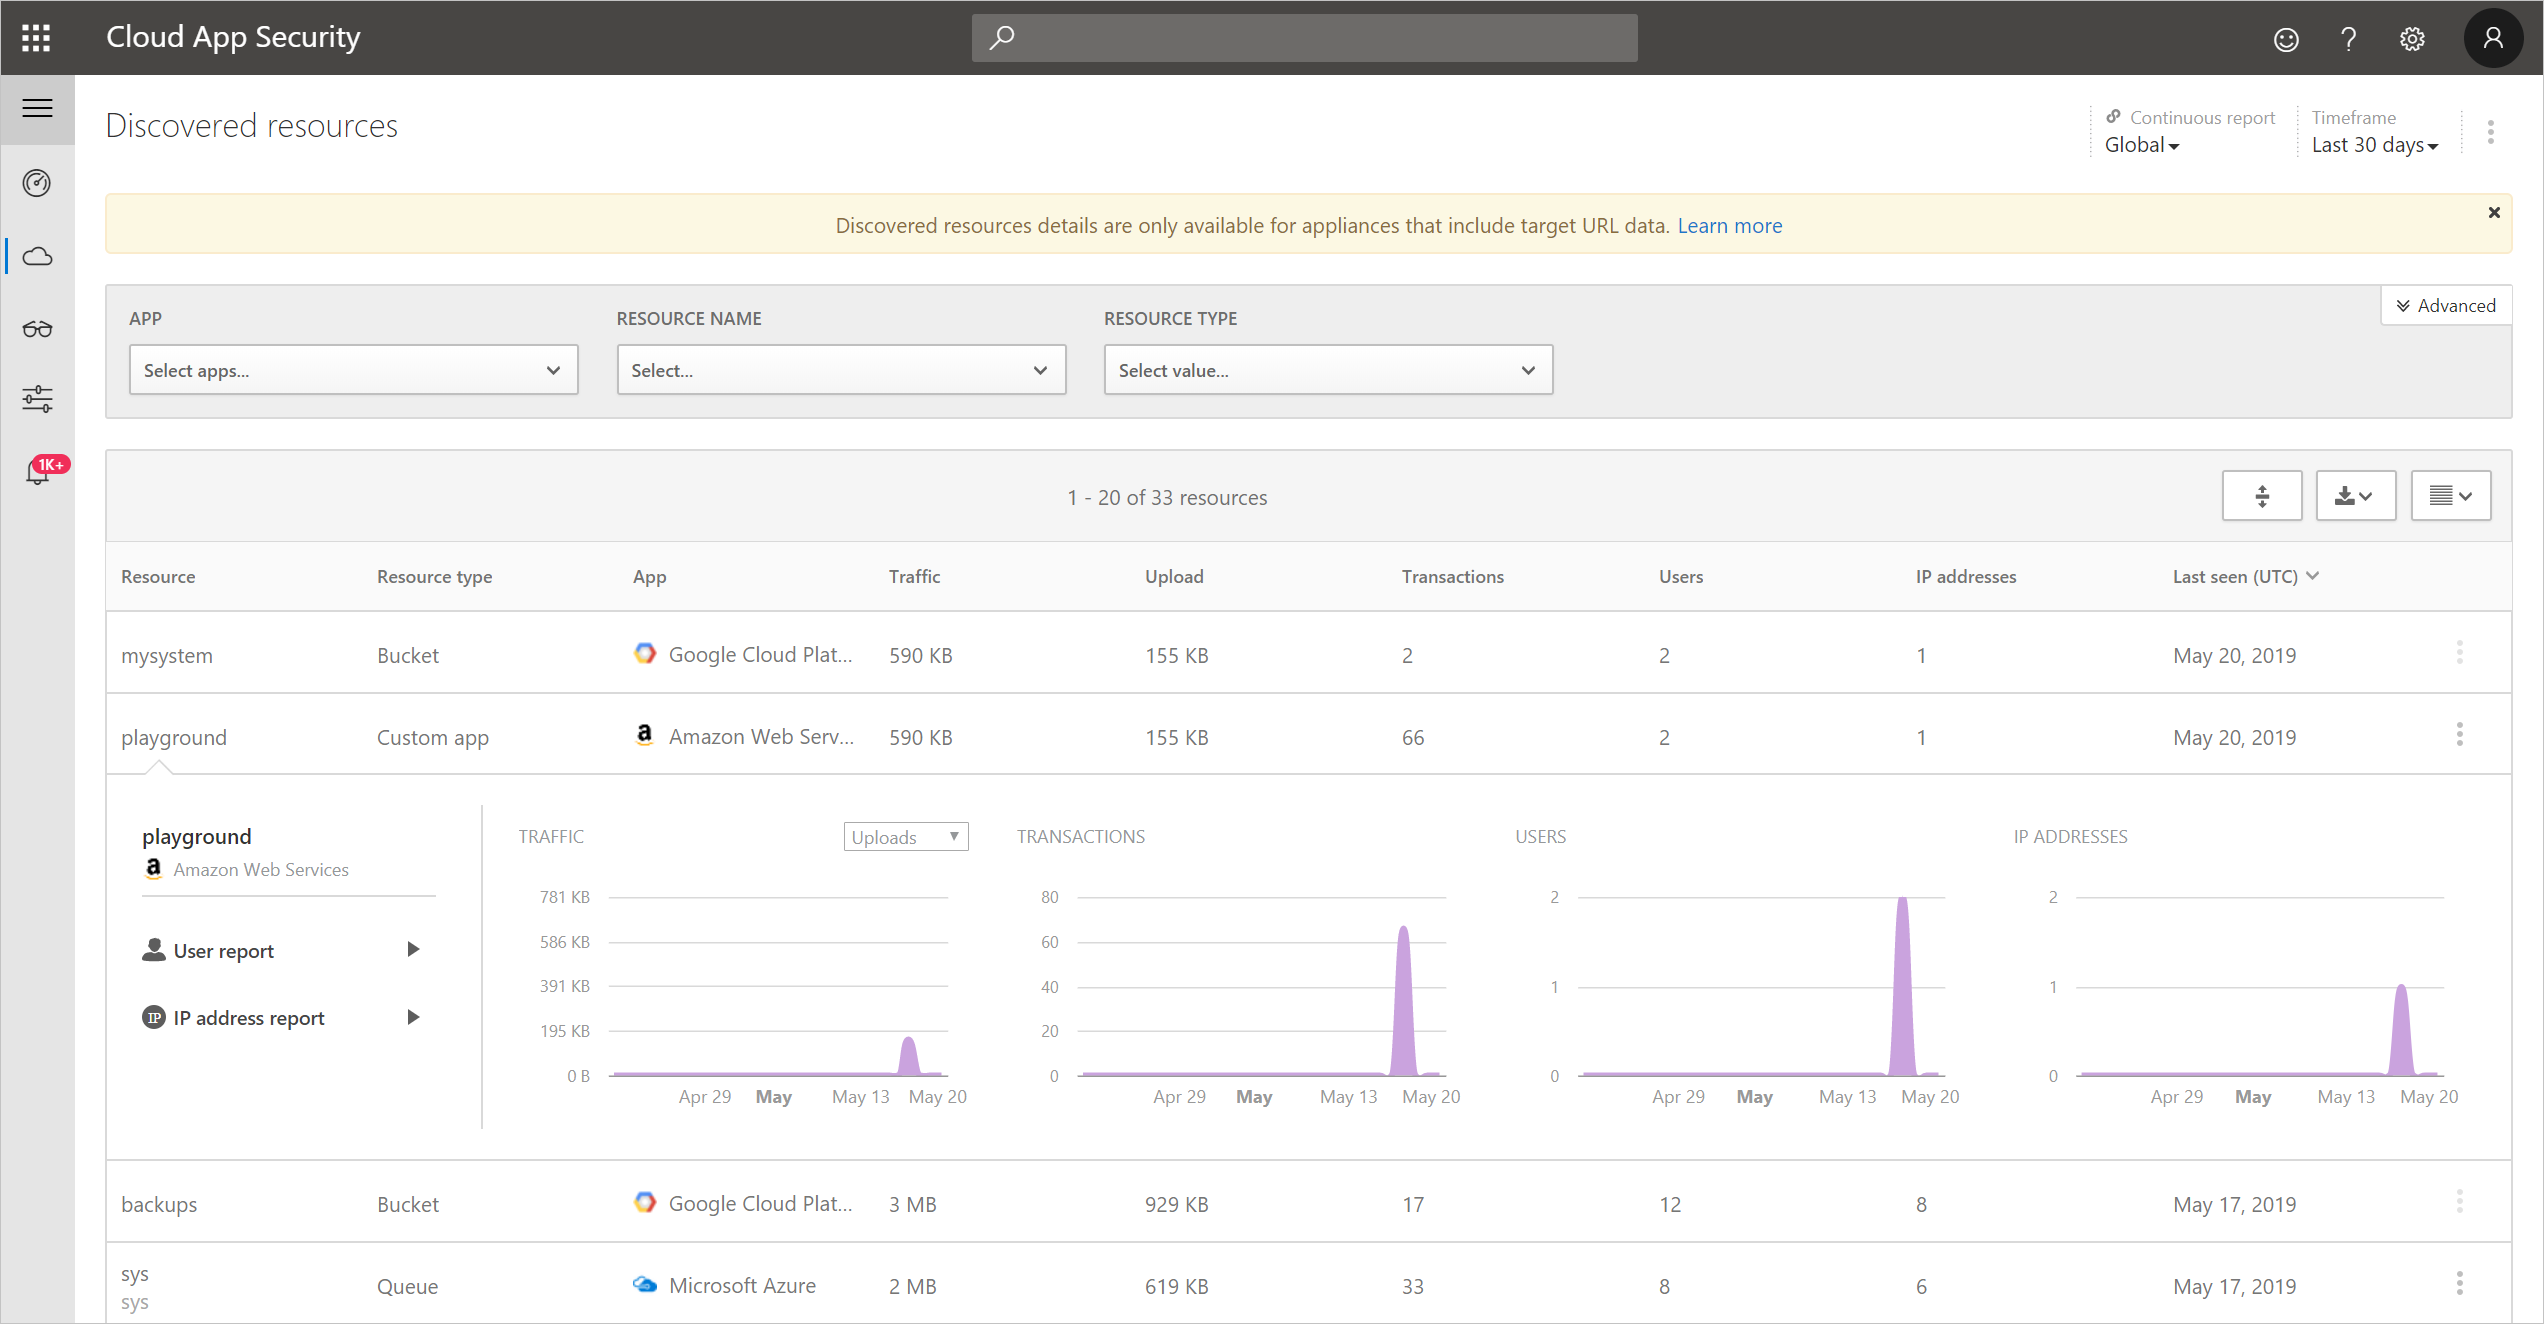 Cloud App Security
Discovered resources
Continuous report
Global
Timeframe
Last 30 days
Discovered resources details are only available for appliances that include target URL data. Learn more
Advanced
APP
RESOURCE NAME
RESOURCE TYPE
Select apps...
Select...
Select value...
1K+
1 - 20 of 33 resources
Resource Resource type App Traffic Upload Transactions Users IP addresses Last seen (UTC)
mysystem Bucket Google Cloud Plat... 590 KB 155 KB 2 2 1 May 20, 2019
playground Custom app Amazon Web Serv... 590 KB 155 KB 66 2 1 May 20, 2019
playground
Amazon Web Services
User report
IP IP address report
TRAFFIC
Uploads
781 KB
586 KB
391 KB
195 KB
0 B
Apr 29 May May 13 May 20
TRANSACTIONS
80
60
40
20
0
Apr 29 May May 13 May 20
USERS
2
1
0
Apr 29 May May 13 May 20
IP ADDRESSES
2
1
0
Apr 29 May May 13 May 20
backups Bucket Google Cloud Plat... 3 MB 929 KB 17 12 8 May 17, 2019
sys Queue Microsoft Azure 2 MB 619 KB 33 8 6 May 17, 2019
sys